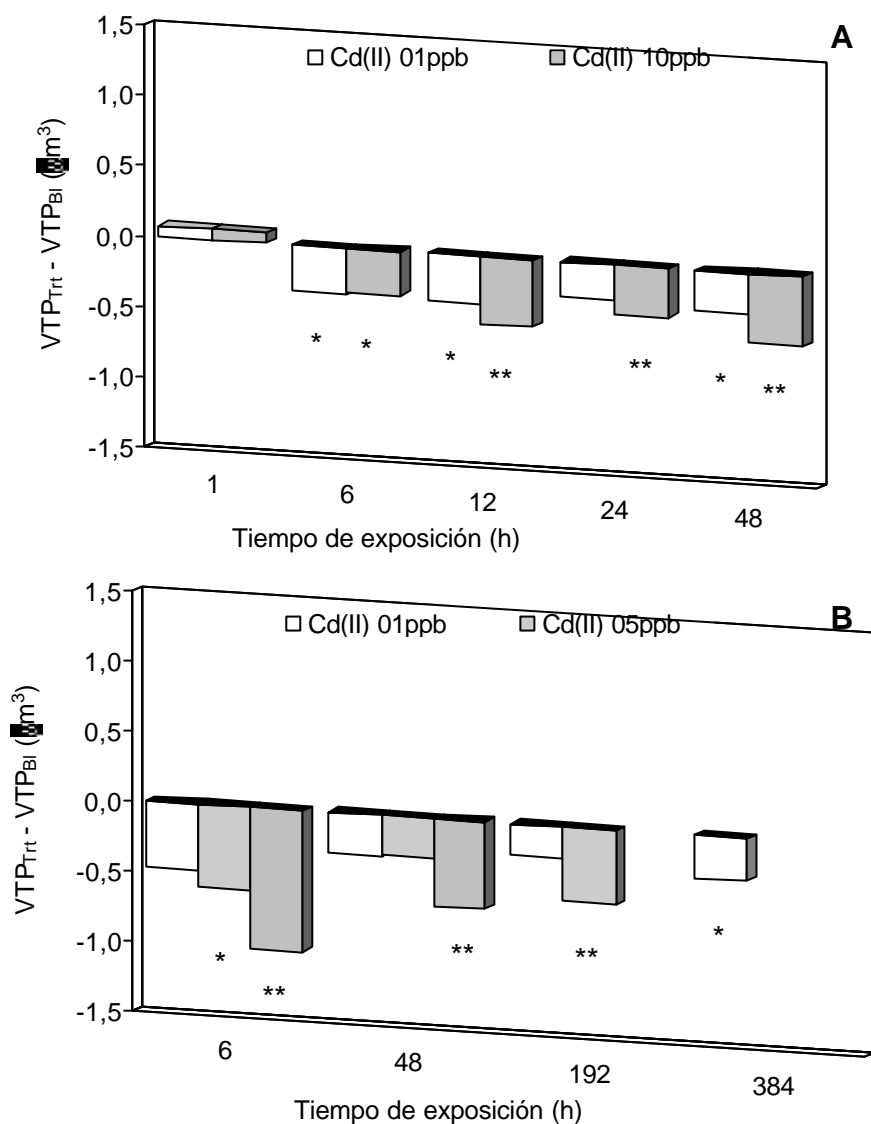 A
Cd(II) 01ppb Cd(II) 10ppb
1,5
1,0
0,5
0,0
-0,5
-1,0
-1,5
VTPTrt - VTPBl (m3)
* * * ** ** * **
1 6 12 24 48
Tiempo de exposición (h)
B
Cd(II) 01ppb Cd(II) 05ppb
1,5
1,0
0,5
0,0
-0,5
-1,0
-1,5
VTPTrt - VTPBl (m3)
* ** ** ** *
6 48 192 384
Tiempo de exposición (h)